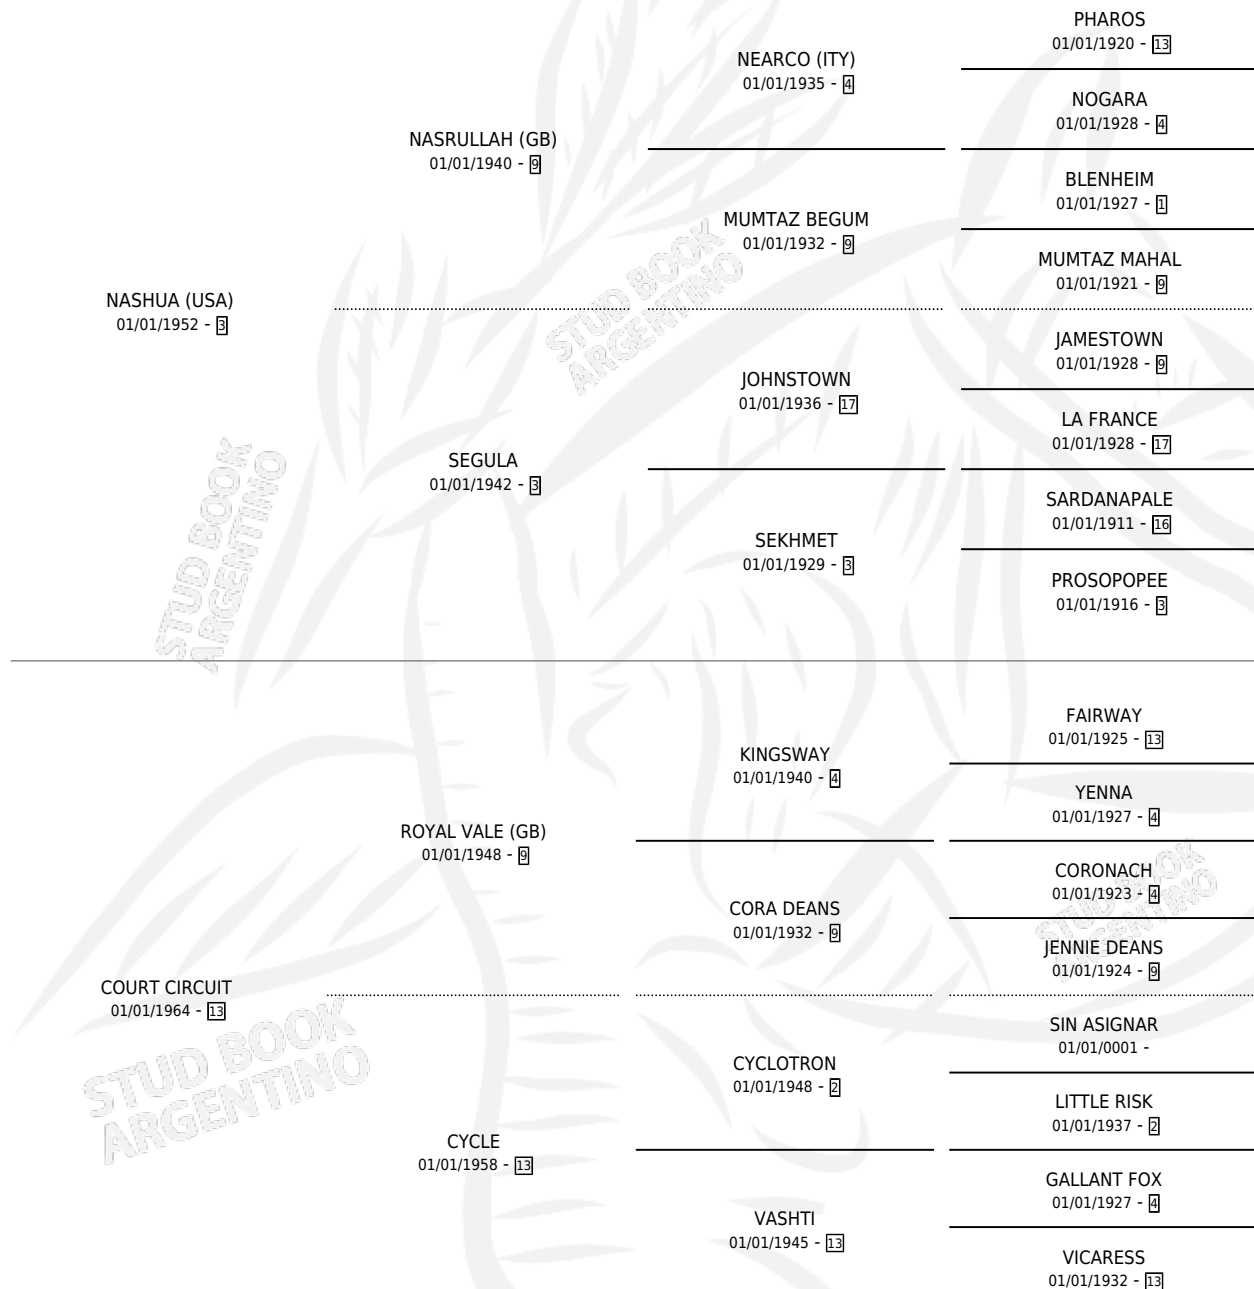 PHAROS
01/01/1920 - 13
NEARCO (ITY)
01/01/1935 - 4
NOGARA
01/01/1928 - 4
NASRULLAH (GB)
01/01/1940 - 9
BLENHEIM
01/01/1927 - 1
MUMTAZ BEGUM
01/01/1932 - 9
MUMTAZ MAHAL
01/01/1921 - 9
NASHUA (USA)
01/01/1952 - 3
JAMESTOWN
01/01/1928 - 9
JOHNSTOWN
01/01/1936 - 17
LA FRANCE
01/01/1928 - 17
SEGULA
01/01/1942 - 3
SARDANAPALE
01/01/1911 - 16
SEKHMET
01/01/1929 - 3
PROSOPOPEE
01/01/1916 - 3
STUD BOOK
ARGENTINO
STUD BOOK
ARGENTINO
FAIRWAY
01/01/1925 - 13
KINGSWAY
01/01/1940 - 4
YENNA
01/01/1927 - 4
ROYAL VALE (GB)
01/01/1948 - 9
CORONACH
01/01/1923 - 4
CORA DEANS
01/01/1932 - 9
JENNIE DEANS
01/01/1924 - 9
STUD BOOK
ARGENTINO
COURT CIRCUIT
01/01/1964 - 13
SIN ASIGNAR
01/01/0001 -
CYCLOTRON
01/01/1948 - 2
LITTLE RISK
01/01/1937 - 2
STUD BOOK
ARGENTINO
CYCLE
01/01/1958 - 13
GALLANT FOX
01/01/1927 - 4
VASHTI
01/01/1945 - 13
VICARESS
01/01/1932 - 13